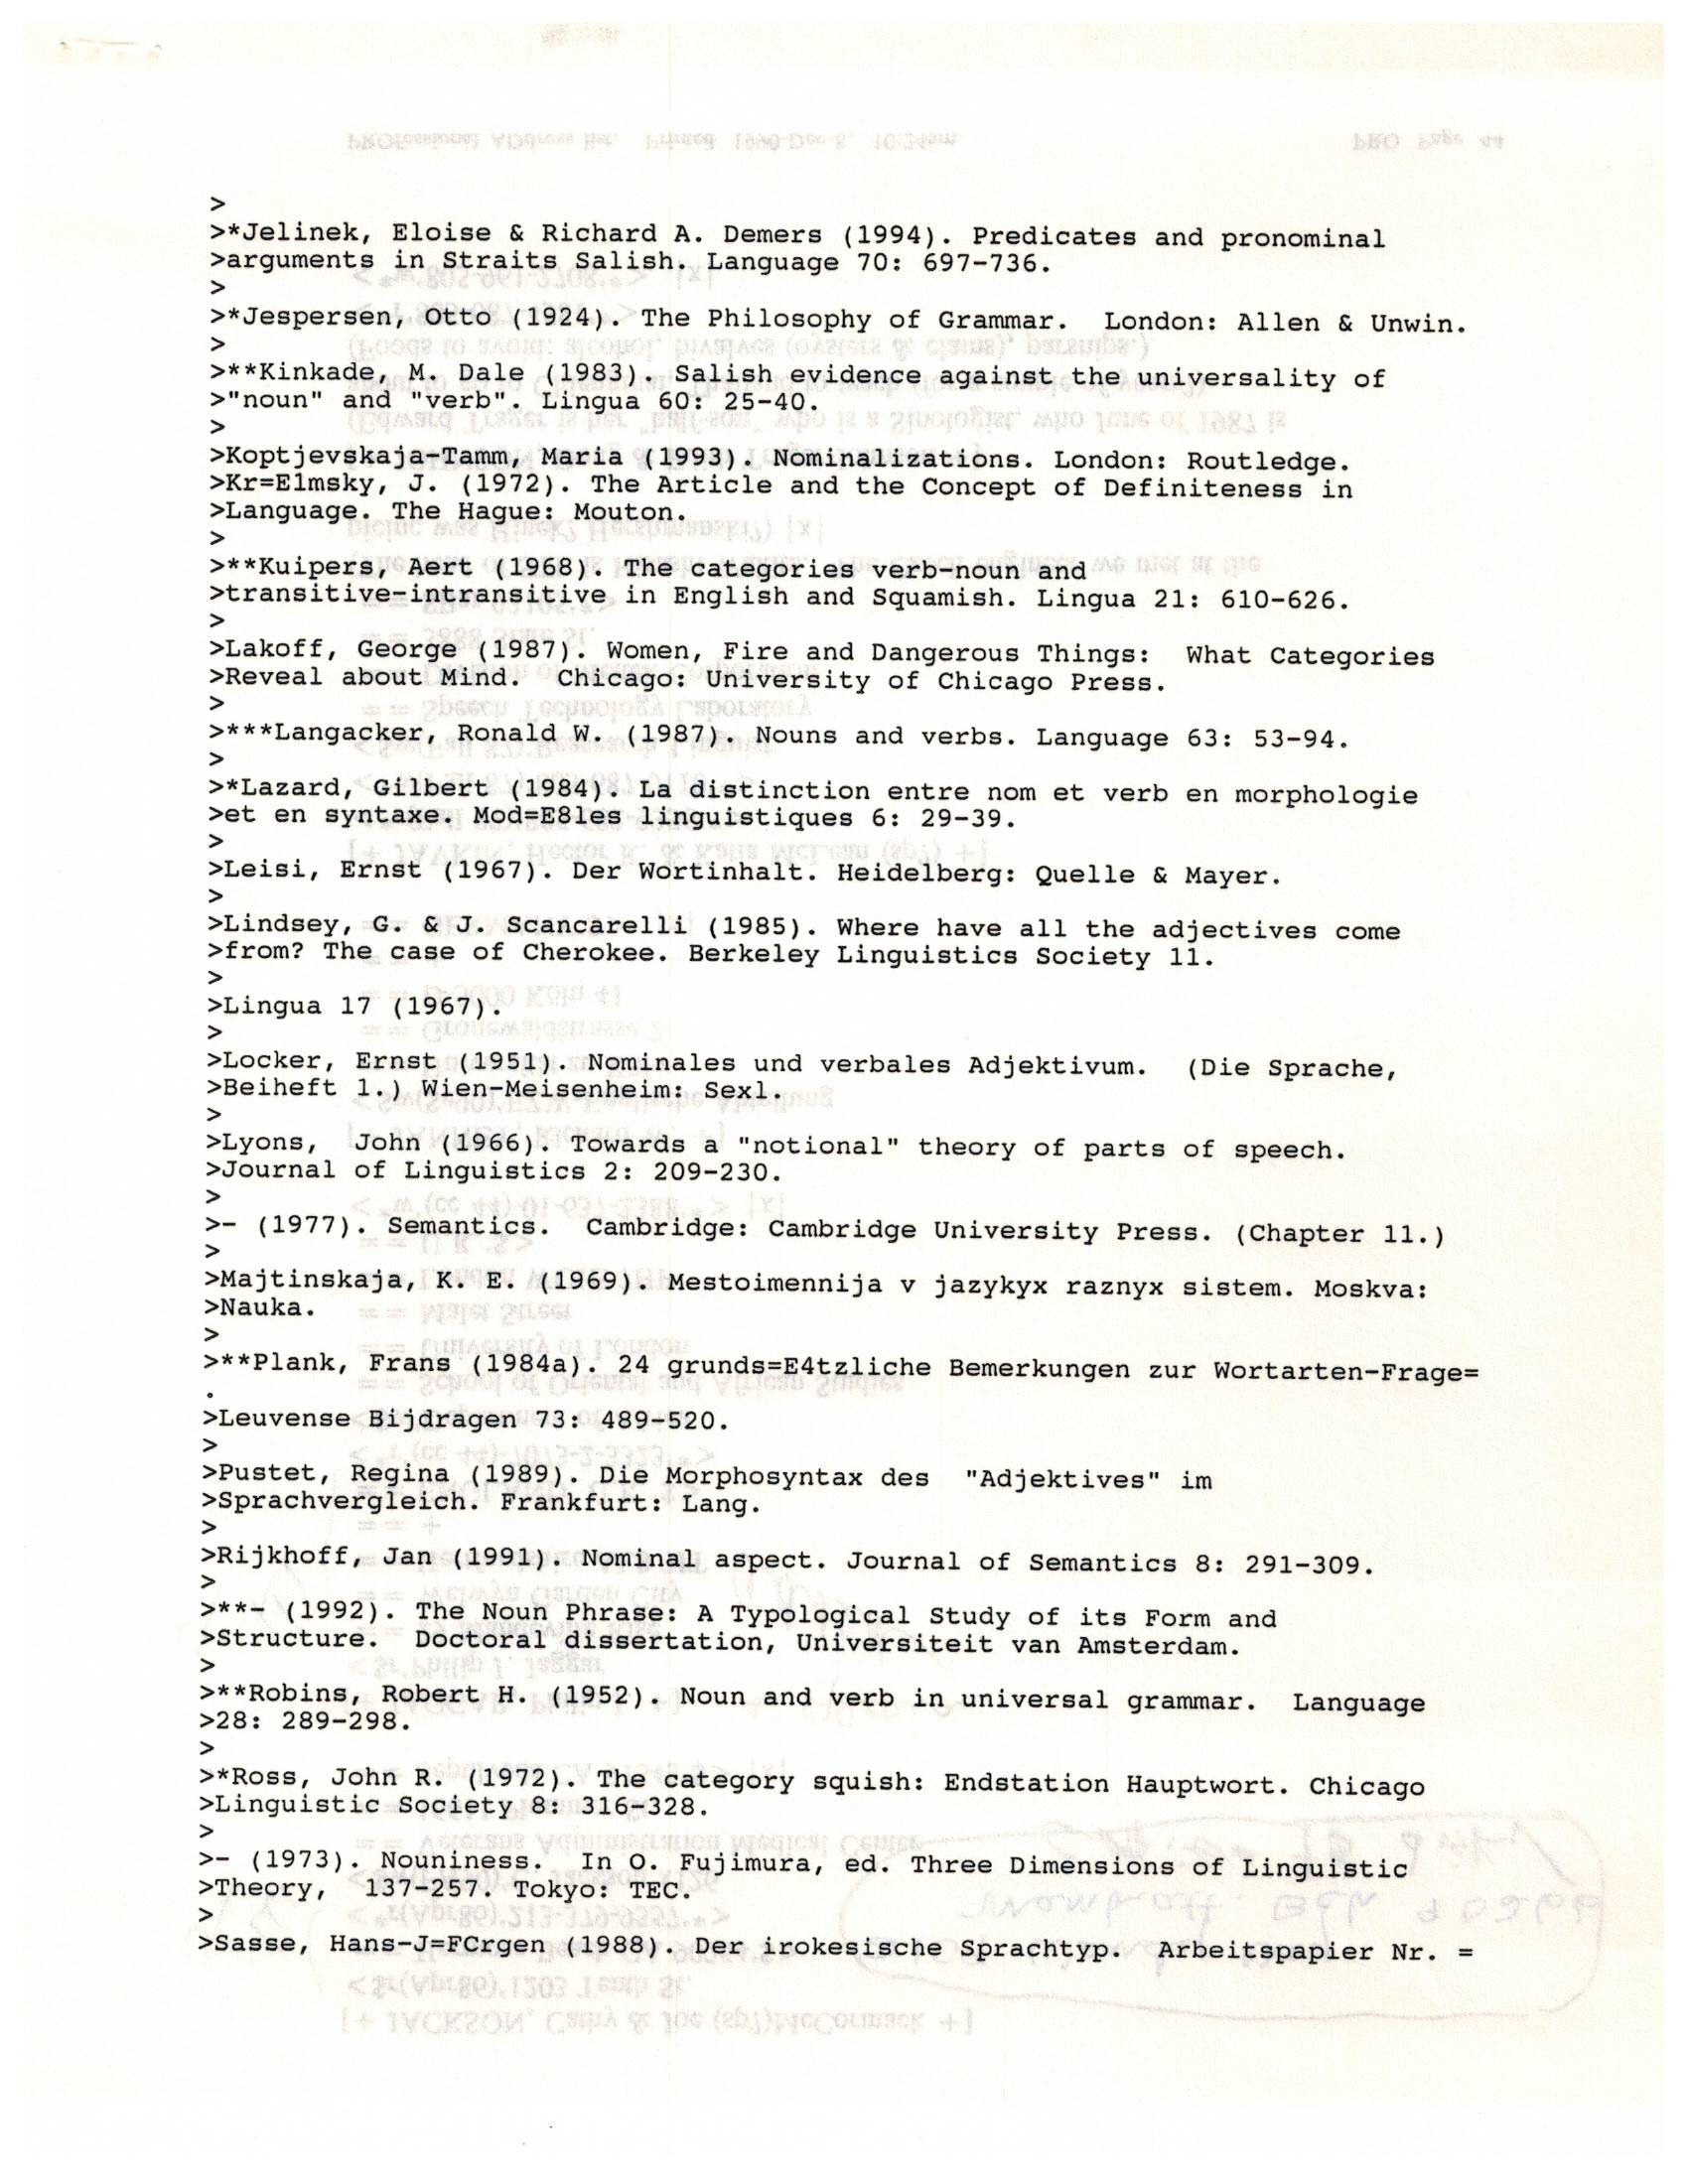 >
>*Jelinek, Eloise & Richard A. Demers (1994). Predicates and pronominal
>arguments in Straits Salish. Language 70: 697-736.
>
>*Jespersen, Otto (1924). The Philosophy of Grammar.  London: Allen & Unwin.
>
>**Kinkade, M. Dale (1983). Salish evidence against the universality of
>"noun" and "verb". Lingua 60: 25-40.
>
>Koptjevskaja-Tamm, Maria (1993). Nominalizations. London: Routledge.
>Kr=E1msky, J. (1972). The Article and the Concept of Definiteness in
>Language. The Hague: Mouton.
>
>**Kuipers, Aert (1968). The categories verb-noun and
>transitive-intransitive in English and Squamish. Lingua 21: 610-626.
>
>Lakoff, George (1987). Women, Fire and Dangerous Things:  What Categories
>Reveal about Mind.  Chicago: University of Chicago Press.
>
>***Langacker, Ronald W. (1987). Nouns and verbs. Language 63: 53-94.
>
>*Lazard, Gilbert (1984). La distinction entre nom et verb en morphologie
>et en syntaxe. Mod=E8les linguistiques 6: 29-39.
>
>Leisi, Ernst (1967). Der Wortinhalt. Heidelberg: Quelle & Mayer.
>
>Lindsey, G. & J. Scancarelli (1985). Where have all the adjectives come
>from? The case of Cherokee. Berkeley Linguistics Society 11.
>
>Lingua 17 (1967).
>
>Locker, Ernst (1951). Nominales und verbales Adjektivum.  (Die Sprache,
>Beiheft 1.) Wien-Meisenheim: Sexl.
>
>Lyons,  John (1966). Towards a "notional" theory of parts of speech.
>Journal of Linguistics 2: 209-230.
>
>- (1977). Semantics.  Cambridge: Cambridge University Press. (Chapter 11.)
>
>Majtinskaja, K. E. (1969). Mestoimennija v jazykyx raznyx sistem. Moskva:
>Nauka.
>
>**Plank, Frans (1984a). 24 grunds=E4tzliche Bemerkungen zur Wortarten-Frage=
.
>Leuvense Bijdragen 73: 489-520.
>
>Pustet, Regina (1989). Die Morphosyntax des  "Adjektives" im
>Sprachvergleich. Frankfurt: Lang.
>
>Rijkhoff, Jan (1991). Nominal aspect. Journal of Semantics 8: 291-309.
>
>**- (1992). The Noun Phrase: A Typological Study of its Form and
>Structure.  Doctoral dissertation, Universiteit van Amsterdam.
>
>**Robins, Robert H. (1952). Noun and verb in universal grammar.  Language
>28: 289-298.
>
>*Ross, John R. (1972). The category squish: Endstation Hauptwort. Chicago
>Linguistic Society 8: 316-328.
>
>- (1973). Nouniness.  In O. Fujimura, ed. Three Dimensions of Linguistic
>Theory,  137-257. Tokyo: TEC.
>
>Sasse, Hans-J=FCrgen (1988). Der irokesische Sprachtyp.  Arbeitspapier Nr. =